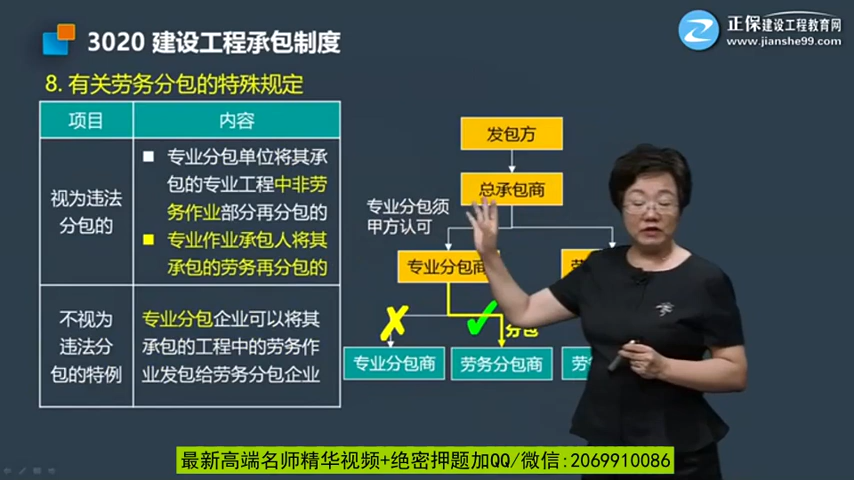 3020 建设工程承包制度
正保建设工程教育网
www.jianshe99.com
8. 有关劳务分包的特殊规定
项目
内容
视为违法
分包的
■ 专业分包单位将其承
包的专业工程中非劳
务作业部分再分包的
■ 专业作业承包人将其
承包的劳务再分包的
不视为
违法分
包的特例
专业分包企业可以将其
承包的工程中的劳务作
业发包给劳务分包企业
发包方
总承包商
专业分包须
甲方认可
专业分包商
劳
分包
专业分包商
劳务分包商
劳
最新高端名师精华视频+绝密押题加QQ/微信:2069910086